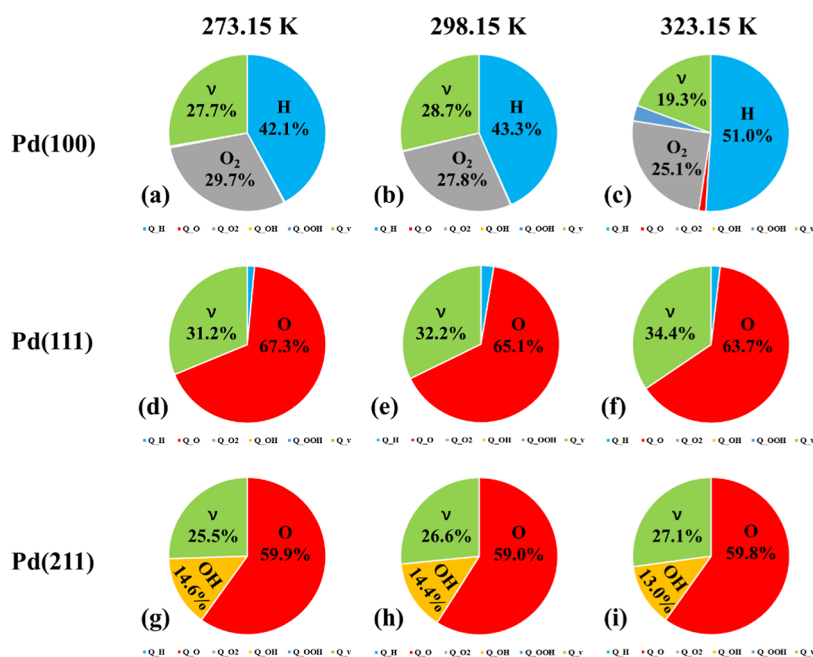 273.15 K 298.15 K 323.15 K
Pd(100)
ν
27.7%
H
42.1%
O₂
29.7%
(a)
Q_H Q_O Q_O2 Q_OH Q_OOH Q_v
ν
28.7%
H
43.3%
O₂
27.8%
(b)
Q_H Q_O Q_O2 Q_OH Q_OOH Q_v
ν
19.3%
H
51.0%
O₂
25.1%
(c)
Q_H Q_O Q_O2 Q_OH Q_OOH Q_v
Pd(111)
ν
31.2%
O
67.3%
(d)
Q_H Q_O Q_O2 Q_OH Q_OOH Q_v
ν
32.2%
O
65.1%
(e)
Q_H Q_O Q_O2 Q_OH Q_OOH Q_v
ν
34.4%
O
63.7%
(f)
Q_H Q_O Q_O2 Q_OH Q_OOH Q_v
Pd(211)
ν
25.5%
O
59.9%
OH
14.6%
(g)
Q_H Q_O Q_O2 Q_OH Q_OOH Q_v
ν
26.6%
O
59.0%
OH
14.4%
(h)
Q_H Q_O Q_O2 Q_OH Q_OOH Q_v
ν
27.1%
O
59.8%
OH
13.0%
(i)
Q_H Q_O Q_O2 Q_OH Q_OOH Q_v